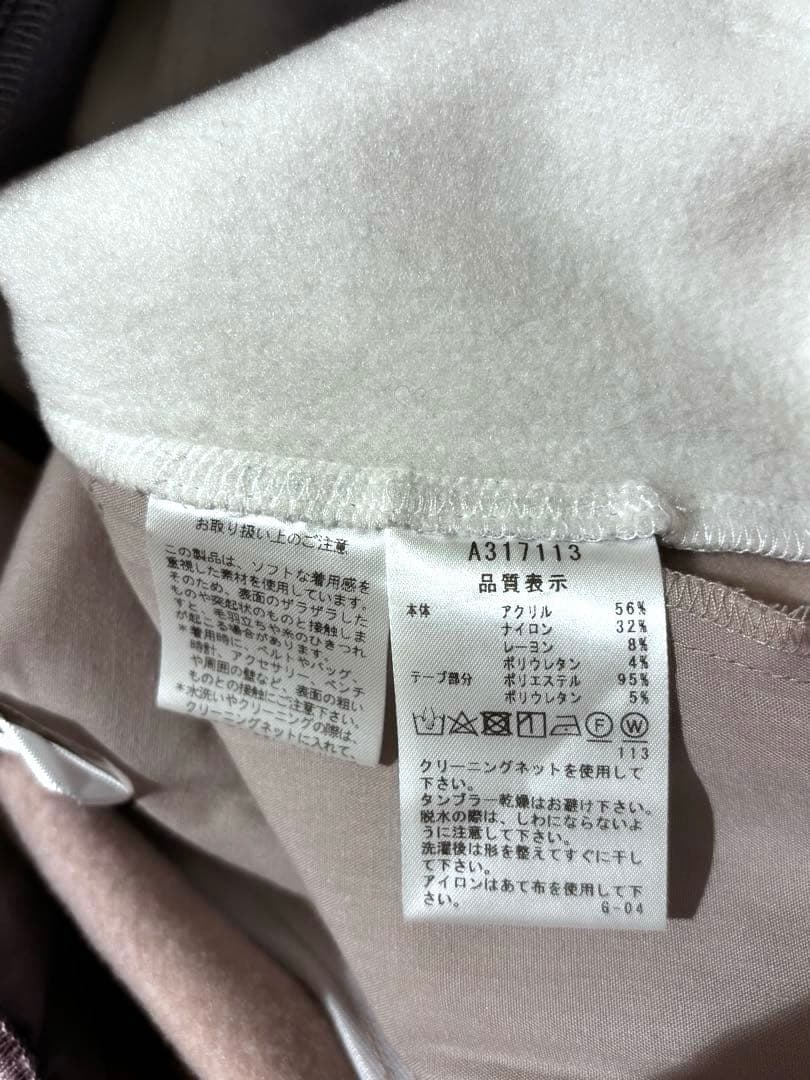 お取り扱い上のご注意
この製品は、ソフトな着用感を
重視した素材を使用しています。
そのため、表面のザラザラした
ものや突起状のものと接触しま
すと、毛羽立ちや糸のひきつれ
が起こる場合があります。
*着用時に、ベルトやバッグ、
時計、アクセサリー、ベンチ
や周囲の壁など、表面の粗い
ものとの接触にご注意下さい。
*水洗いやクリーニングの際は、
クリーニングネットに入れて、
A317113
品質表示
本体 アクリル 56%
ナイロン 32%
レーヨン 8%
ポリウレタン 4%
テープ部分 ポリエステル 95%
ポリウレタン 5%
F W
113
クリーニングネットを使用して
下さい。
タンブラー乾燥はお避け下さい。
脱水の際は、しわにならないよ
うに注意して下さい。
洗濯後は形を整えてすぐに干し
て下さい。
アイロンはあて布を使用して下
さい。 G-04